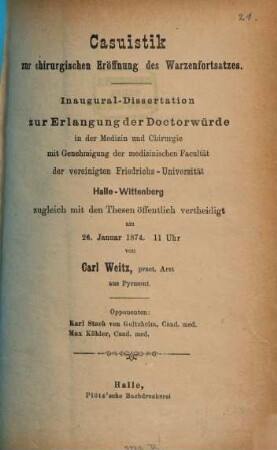 21.
Casuistik
zur chirurgischen Eröffnung des Warzenfortsatzes.
Inaugural-Dissertation
zur Erlangung der Doctorwürde
in der Medizin und Chirurgie
mit Genehmigung der medizinischen Facultät
der vereinigten Friedrichs-Universität
Halle-Wittenberg
zugleich mit den Thesen öffentlich vertheidigt
am
26. Januar 1874. 11 Uhr
von
Carl Weitz, pract. Arzt
aus Pyrmont.
Opponenten:
Karl Stach von Goltzheim, Cand. med.
Max Köhler, Cand. med.
Halle,
Plötz'sche Buchdruckerei